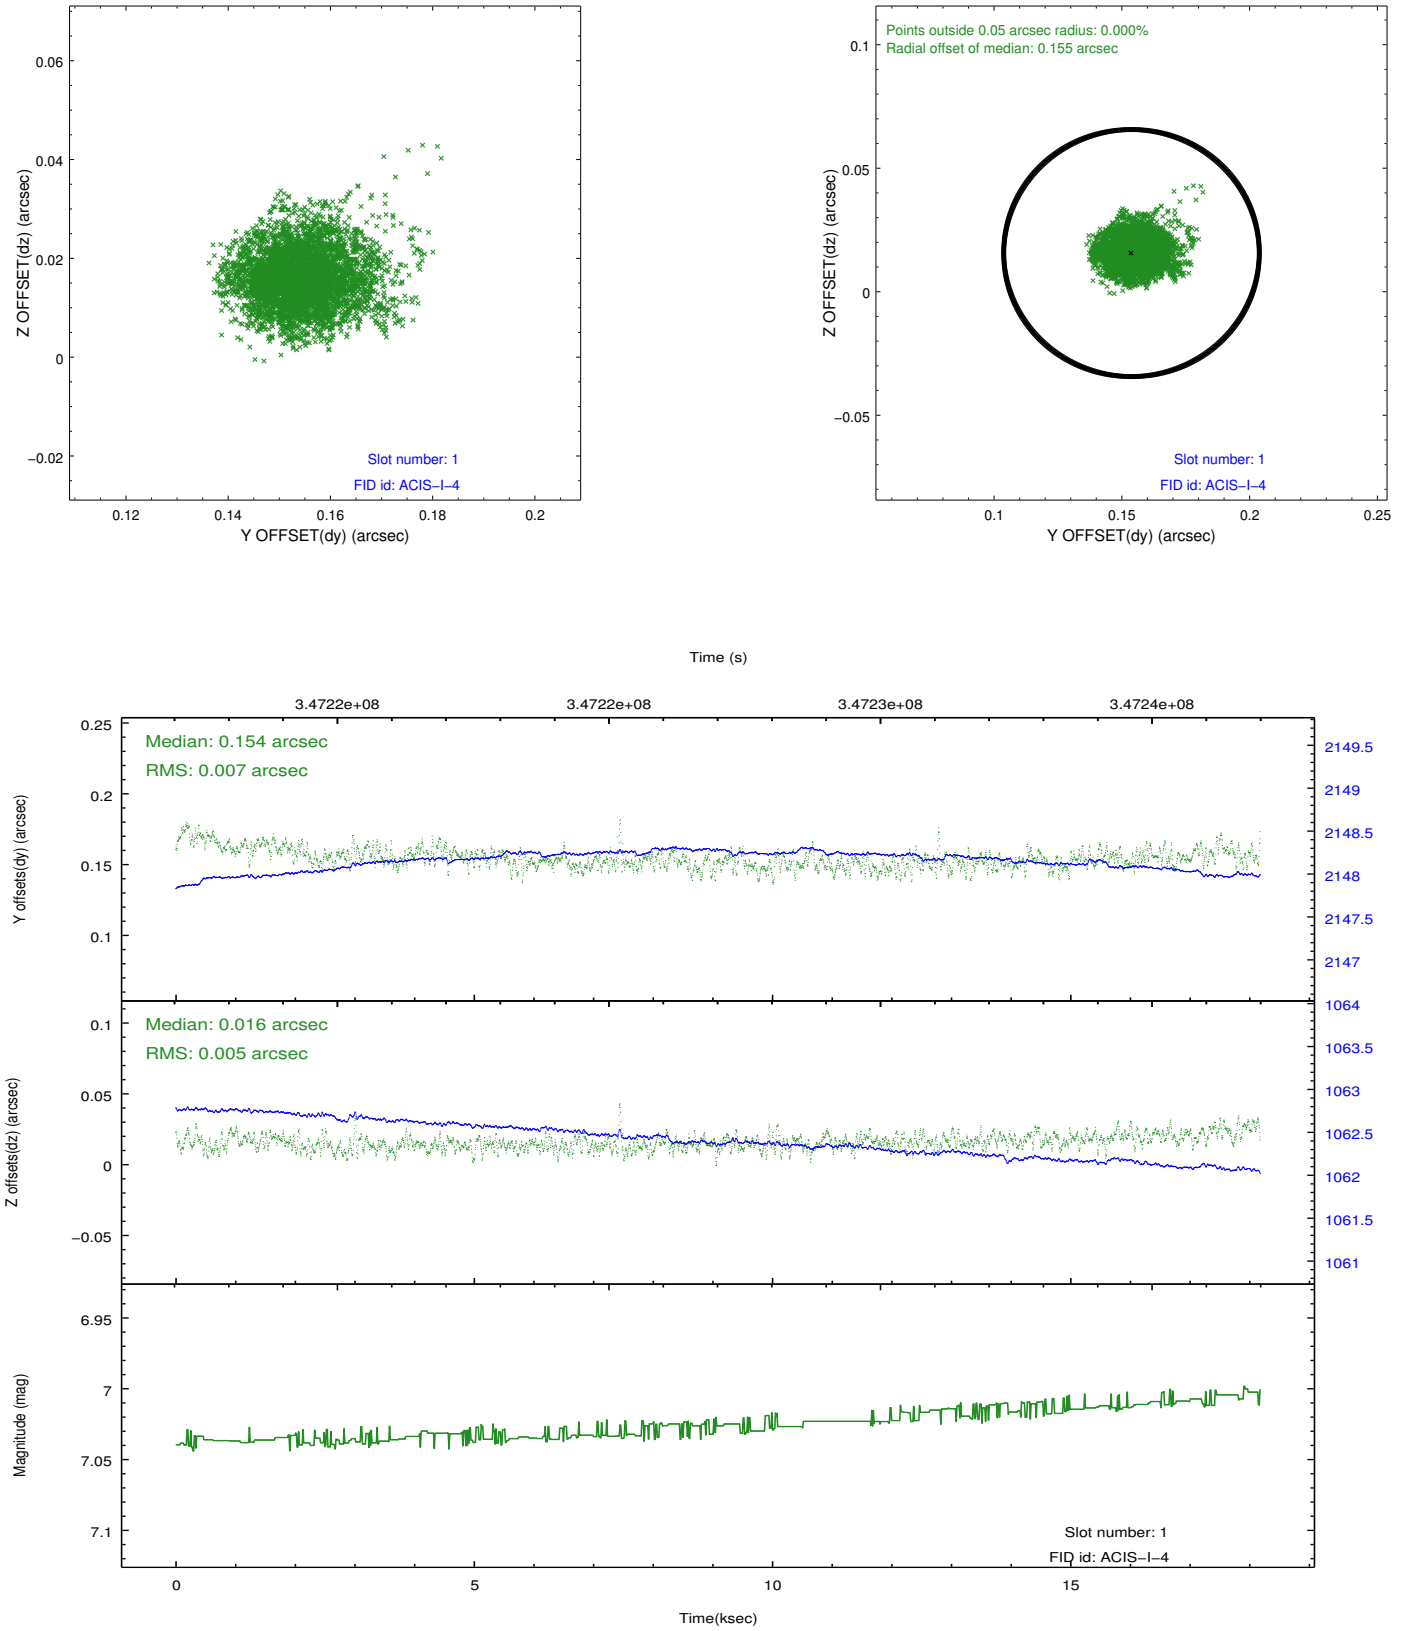 0.06
0.04
0.02
0
−0.02
Z OFFSET(dz) (arcsec)
Slot number: 1
FID id: ACIS−I−4
0.12
0.14
0.16
0.18
0.2
Y OFFSET(dy) (arcsec)
Points outside 0.05 arcsec radius: 0.000%
Radial offset of median: 0.155 arcsec
0.1
0.05
0
−0.05
Z OFFSET(dz) (arcsec)
Slot number: 1
FID id: ACIS−I−4
0.1
0.15
0.2
0.25
Y OFFSET(dy) (arcsec)
Time (s)
3.4722e+08
3.4722e+08
3.4723e+08
3.4724e+08
Median: 0.154 arcsec
RMS: 0.007 arcsec
0.25
0.2
0.15
0.1
Y offsets(dy) (arcsec)
2149.5
2149
2148.5
2148
2147.5
2147
Median: 0.016 arcsec
RMS: 0.005 arcsec
0.1
0.05
0
−0.05
Z offsets(dz) (arcsec)
1064
1063.5
1063
1062.5
1062
1061.5
1061
6.95
7
7.05
7.1
Magnitude (mag)
Slot number: 1
FID id: ACIS−I−4
0
5
10
15
Time(ksec)